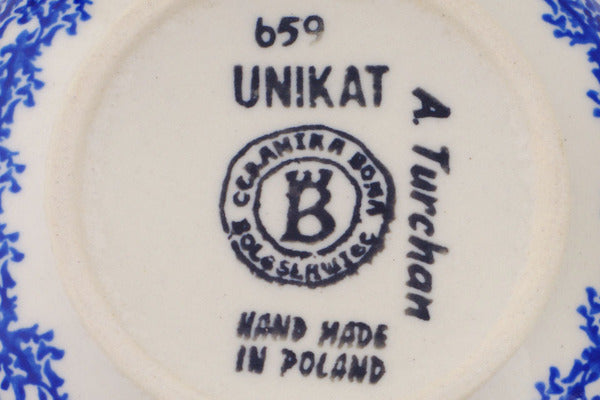 659
UNIKAT
A. Turchan
CERAMIKA BONA
B
BOLESŁAWIEC
HAND MADE
IN POLAND